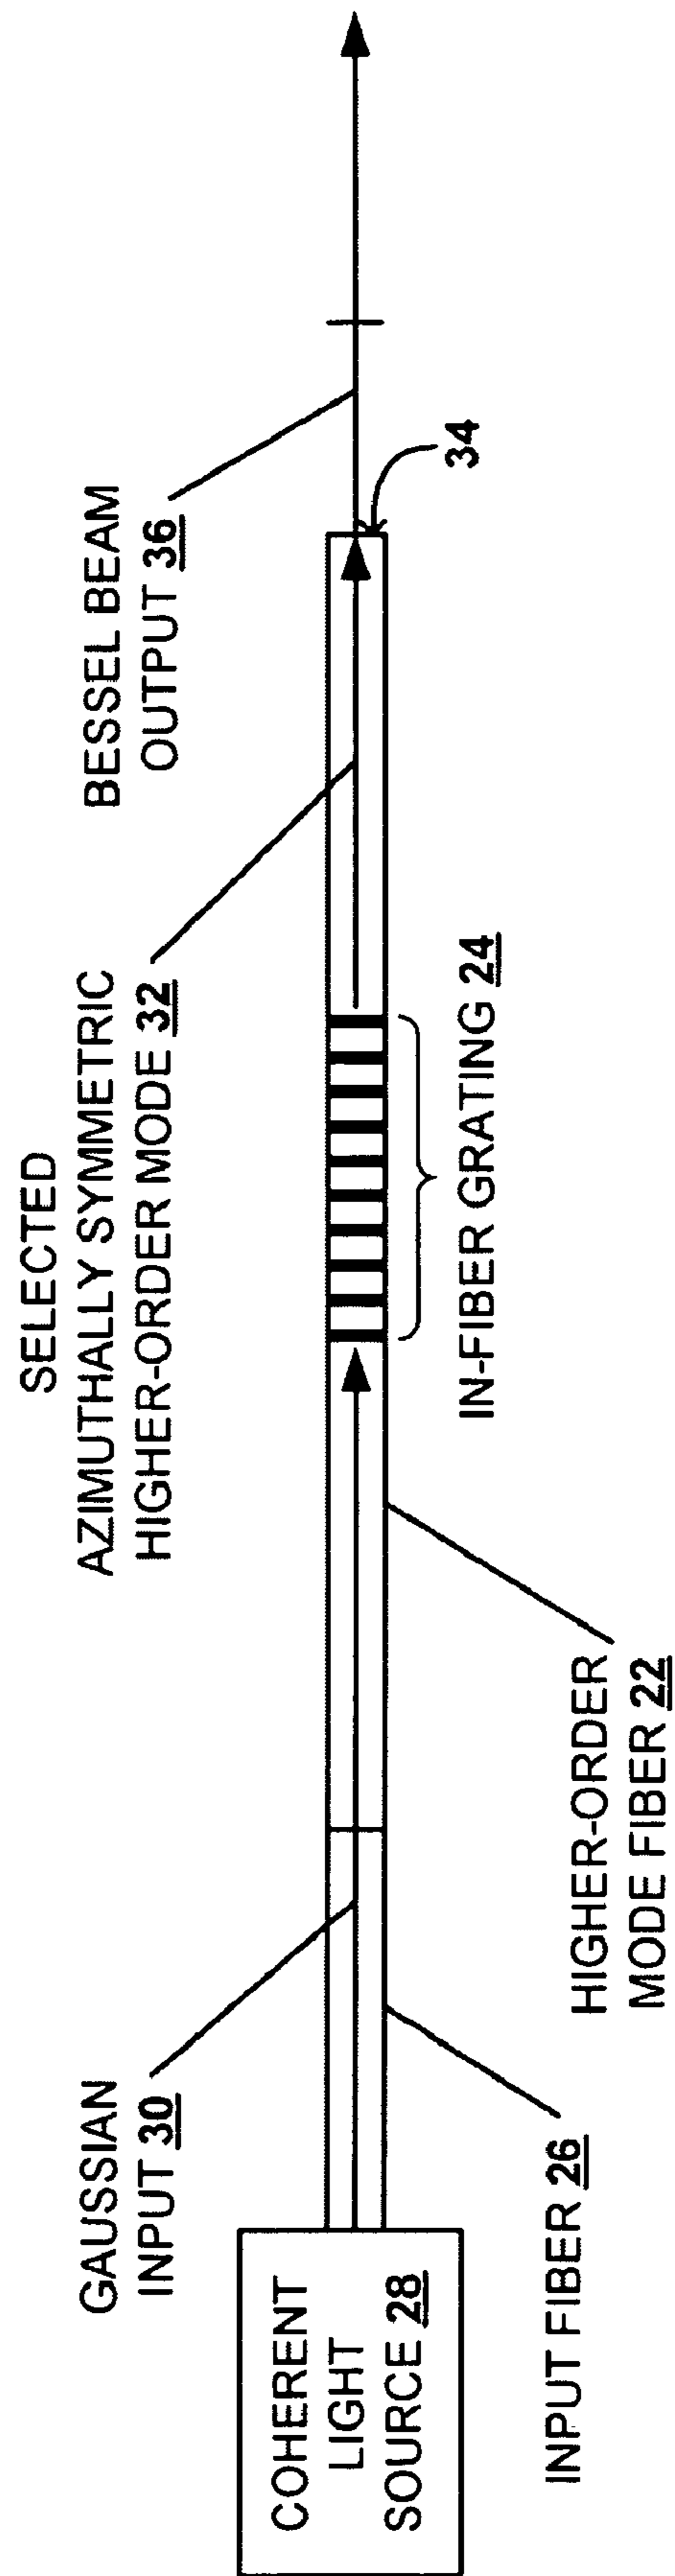 COHERENT
LIGHT
SOURCE 28
GAUSSIAN
INPUT 30
INPUT FIBER 26
HIGHER-ORDER
MODE FIBER 22
SELECTED
AZIMUTHALLY SYMMETRIC
HIGHER-ORDER MODE 32
IN-FIBER GRATING 24
BESSEL BEAM
OUTPUT 36
34